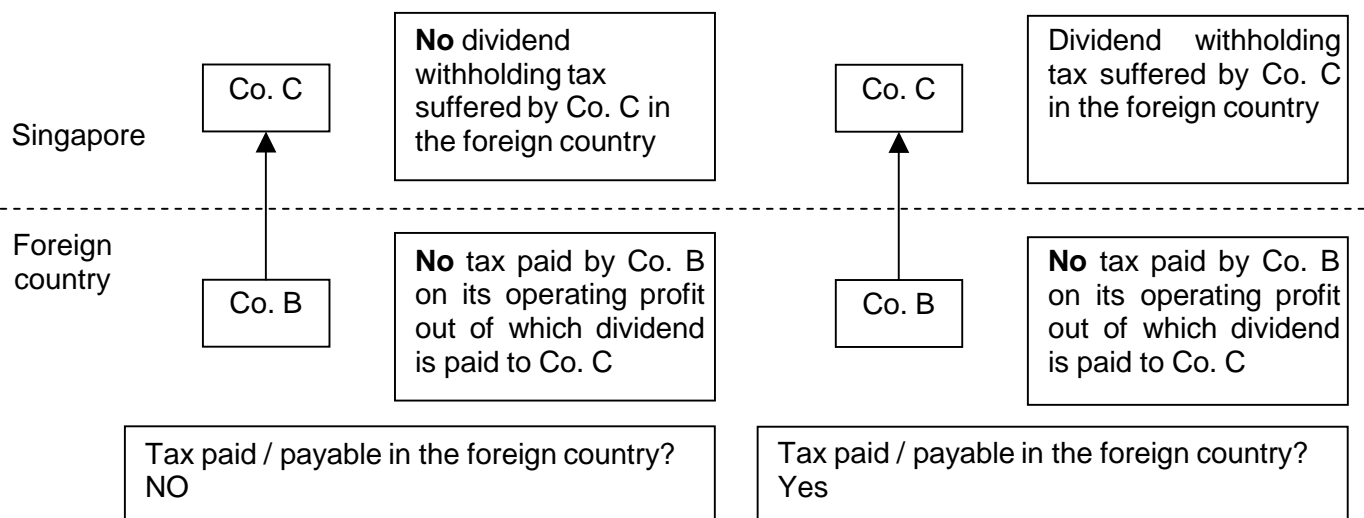 Singapore
Foreign
country
Co. C
No dividend
withholding tax
suffered by Co. C in
the foreign country
Co. B
No tax paid by Co. B
on its operating profit
out of which dividend
is paid to Co. C
Tax paid / payable in the foreign country?
NO
Co. C
Dividend withholding
tax suffered by Co. C
in the foreign country
Co. B
No tax paid by Co. B
on its operating profit
out of which dividend
is paid to Co. C
Tax paid / payable in the foreign country?
Yes